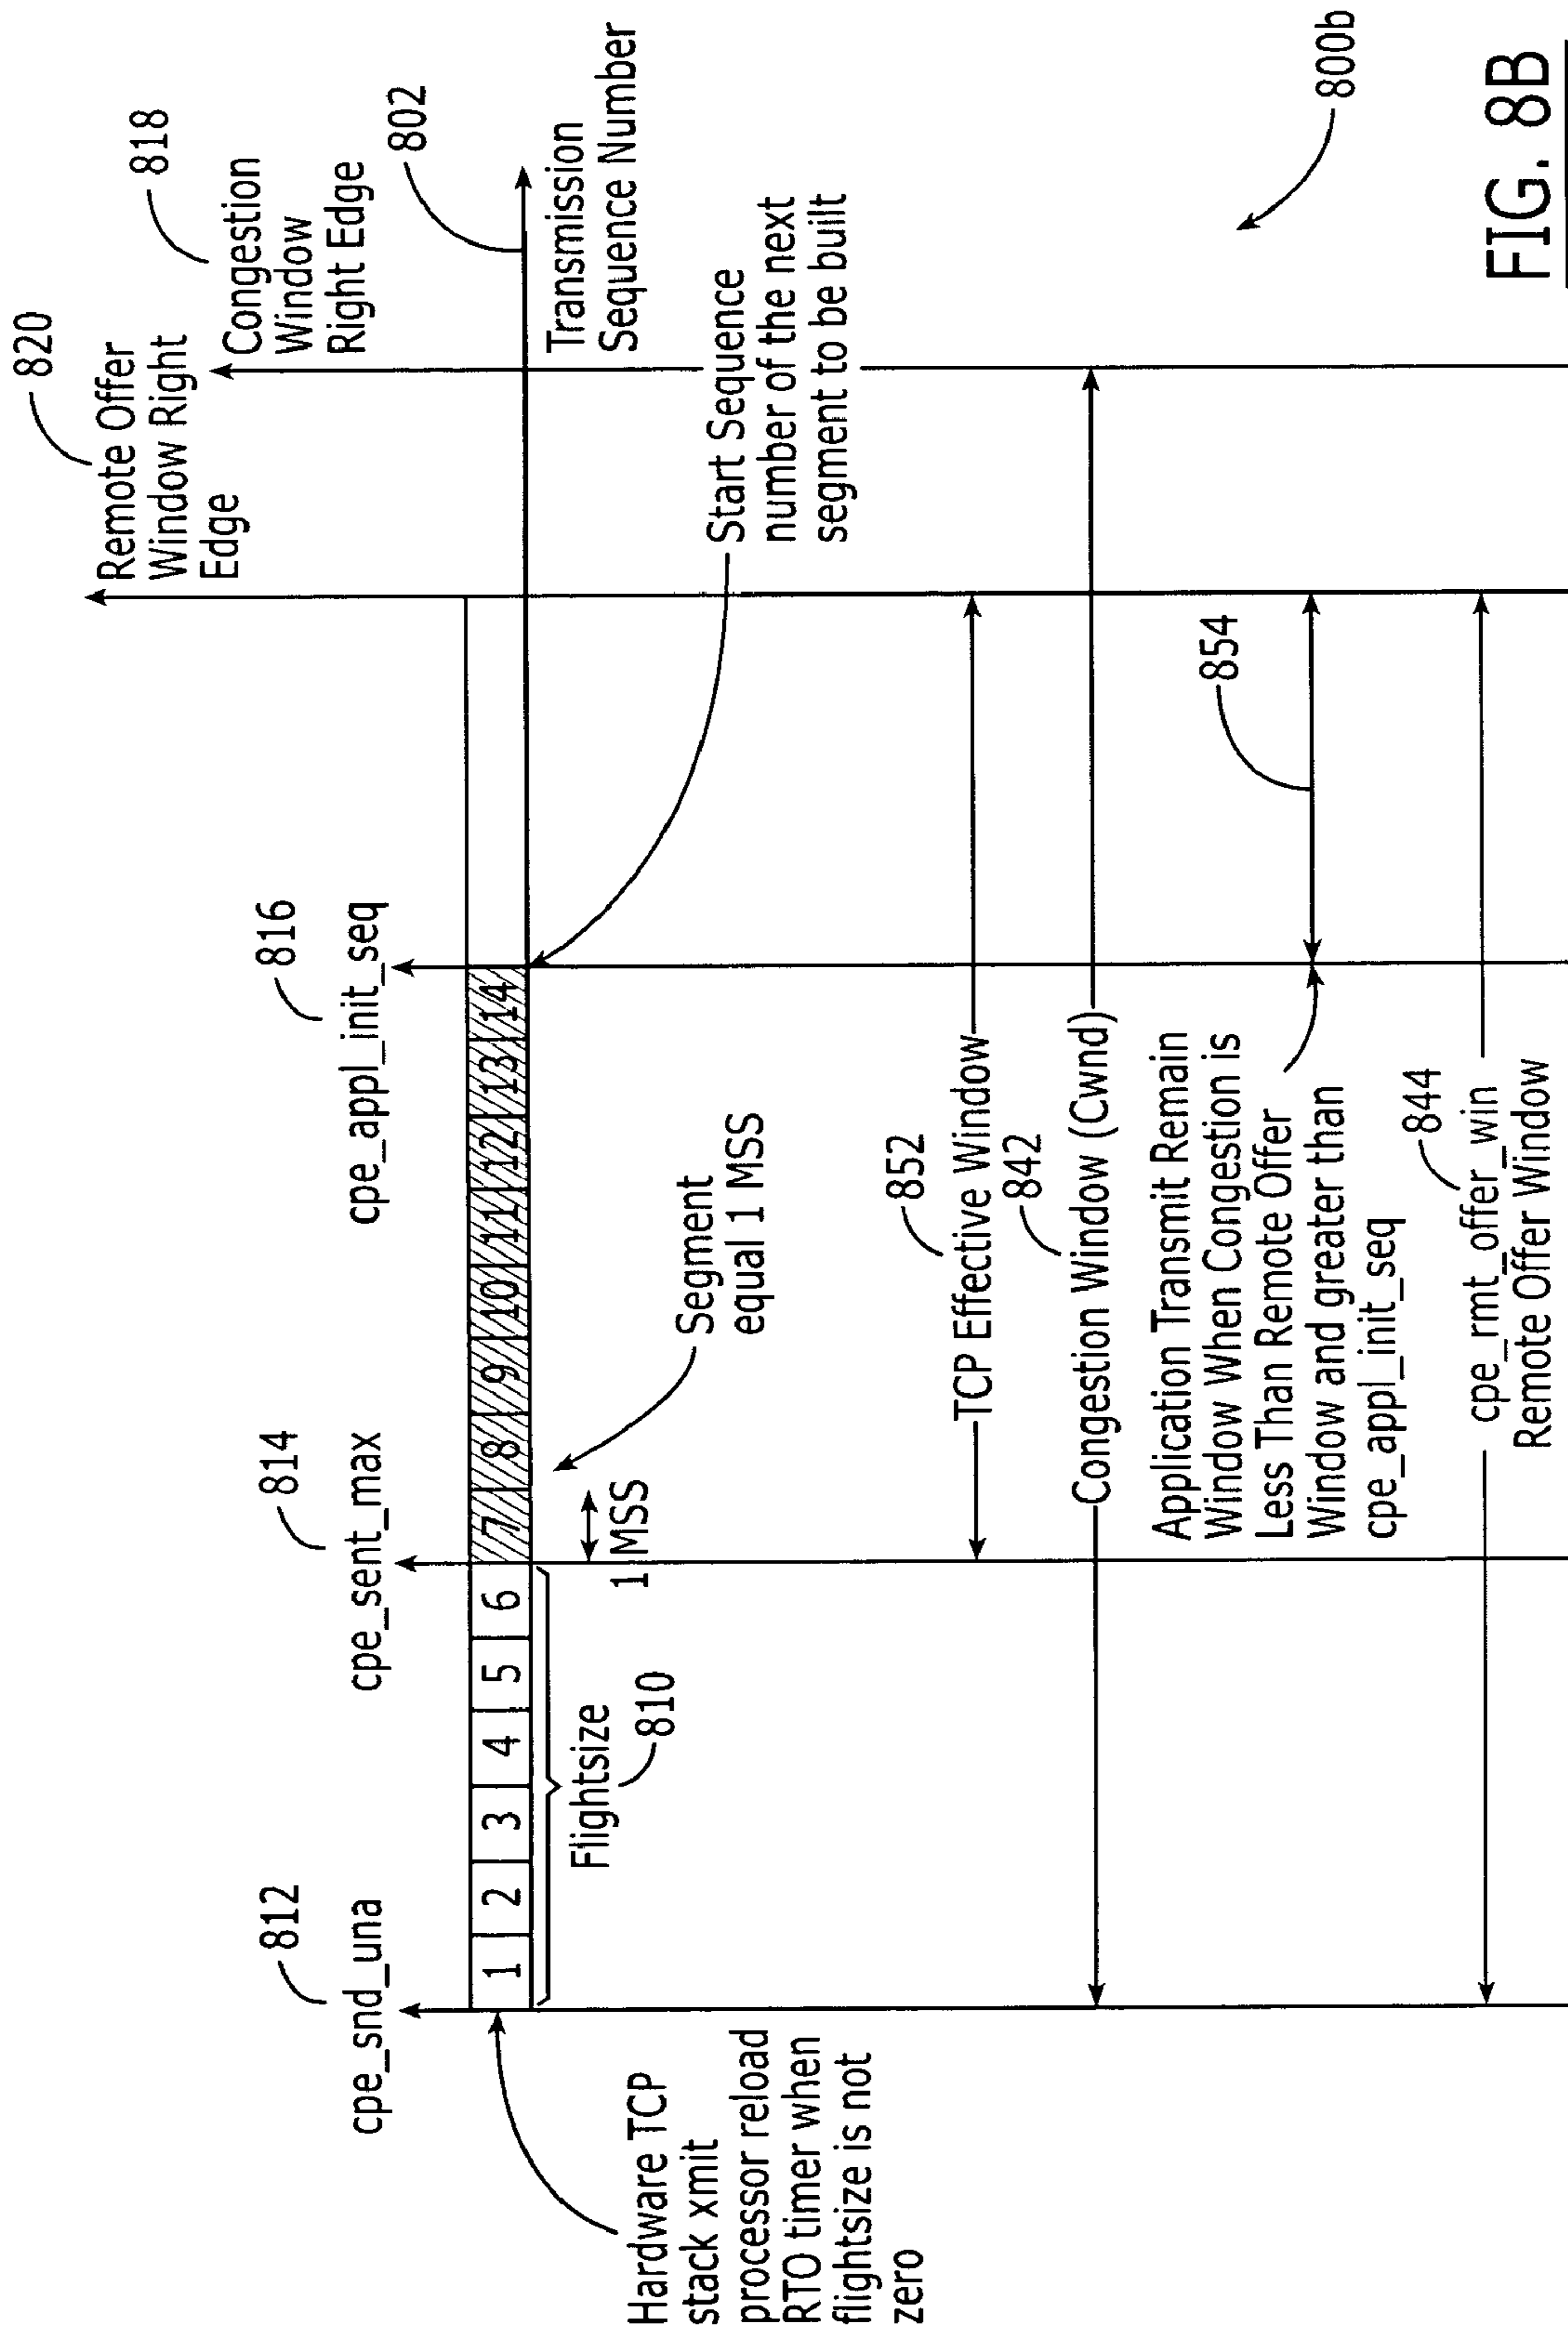 820
Remote Offer
Window Right
Edge
818
Congestion
Window
Right Edge
802
Transmission
Sequence Number
812
cpe_snd_una
814
cpe_sent_max
816
cpe_appl_init_seq
1 2 3 4 5 6 7 8 9 10 11 12 13 14
Hardware TCP
stack xmit
processor reload
RTO timer when
flightsize is not
zero
Flightsize
810
1 MSS
Segment
equal 1 MSS
Start Sequence
number of the next
segment to be built
852
TCP Effective Window
842
Congestion Window (Cwnd)
Application Transmit Remain
Window When Congestion is
Less Than Remote Offer
Window and greater than
cpe_appl_init_seq
854
844
cpe_rmt_offer_win
Remote Offer Window
800b
FIG. 8B